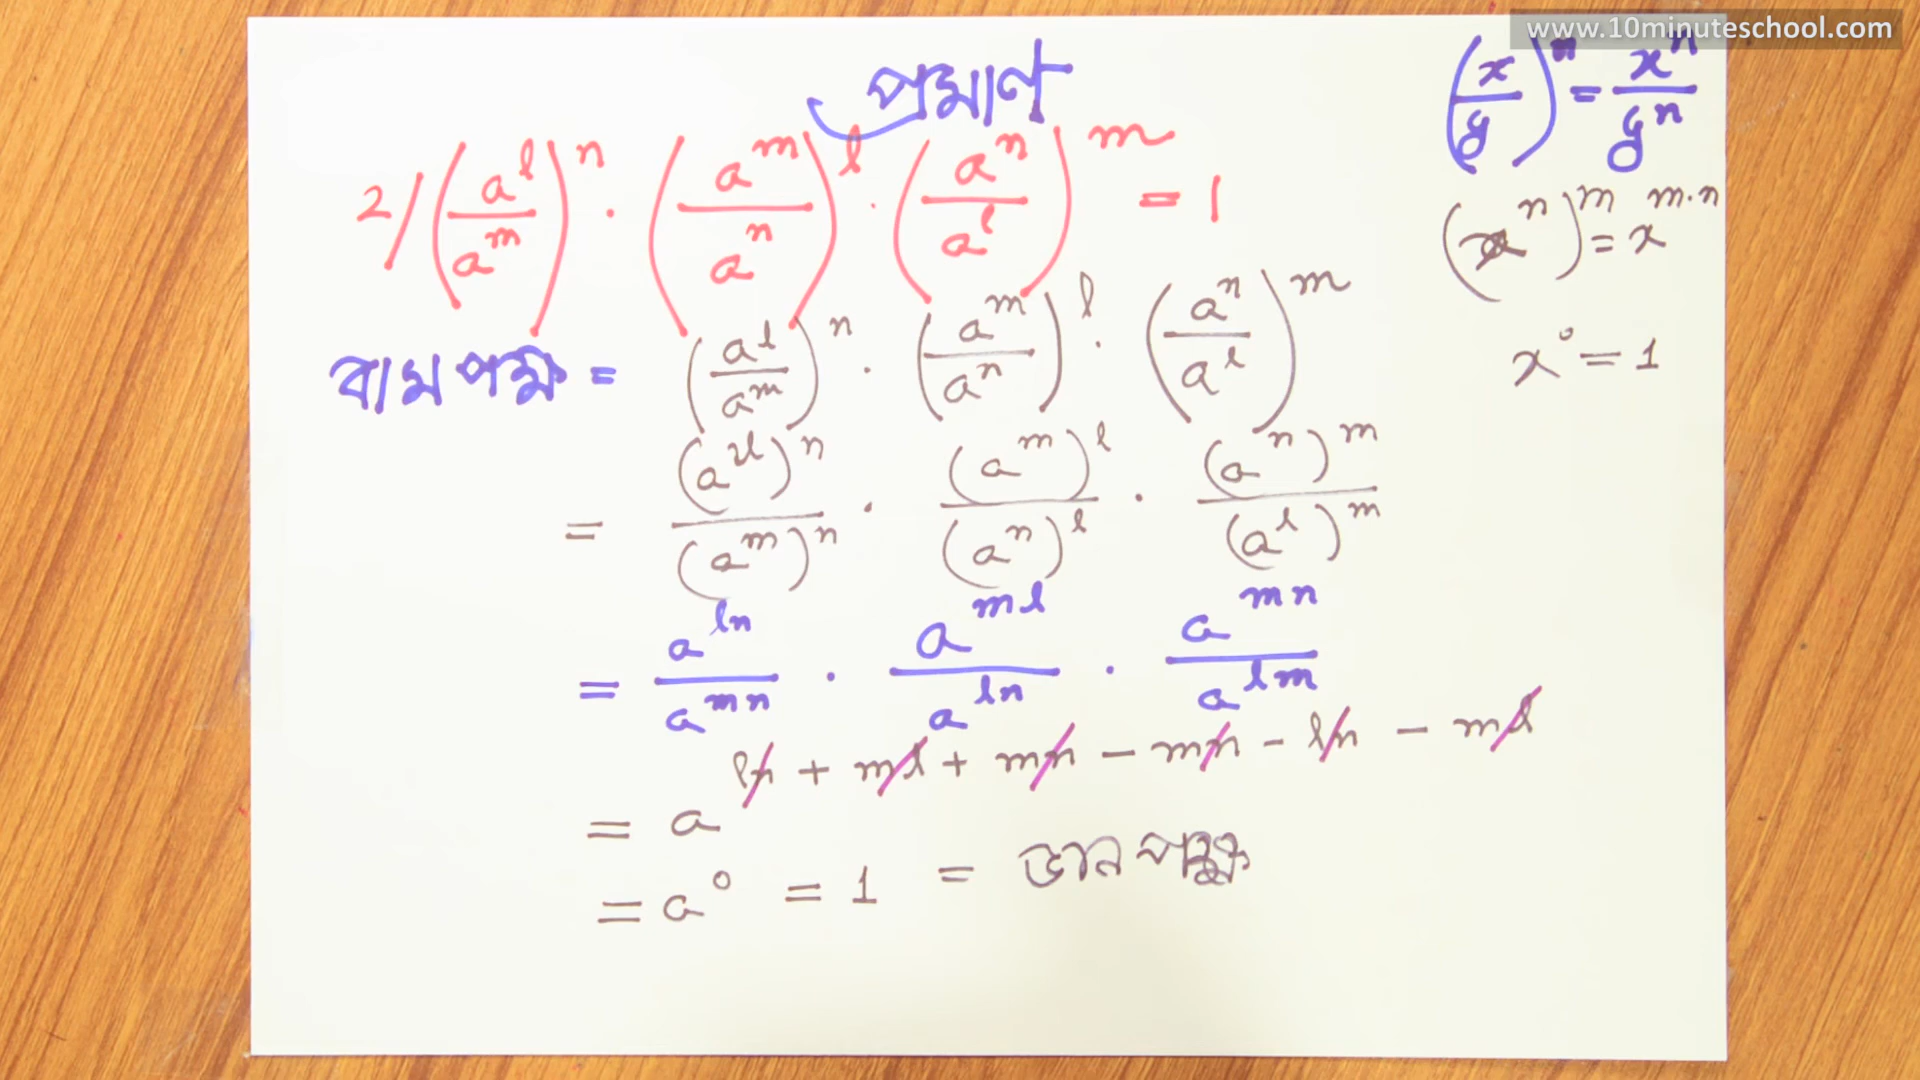 www.10minuteschool.com
প্রমাণ
2/ (a^l/a^m)^n · (a^m/a^n)^l · (a^n/a^l)^m = 1
(x/y)^n = x^n/y^n
(x^n)^m = x^m·n
x^0 = 1
বামপক্ষ = (a^l/a^m)^n · (a^m/a^n)^l · (a^n/a^l)^m
= (a^l)^n/(a^m)^n · (a^m)^l/(a^n)^l · (a^n)^m/(a^l)^m
= a^ln/a^mn · a^ml/a^ln · a^mn/a^lm
= a^ln + ml + mn - mn - ln - ml
= a^0 = 1 = ডানপক্ষ